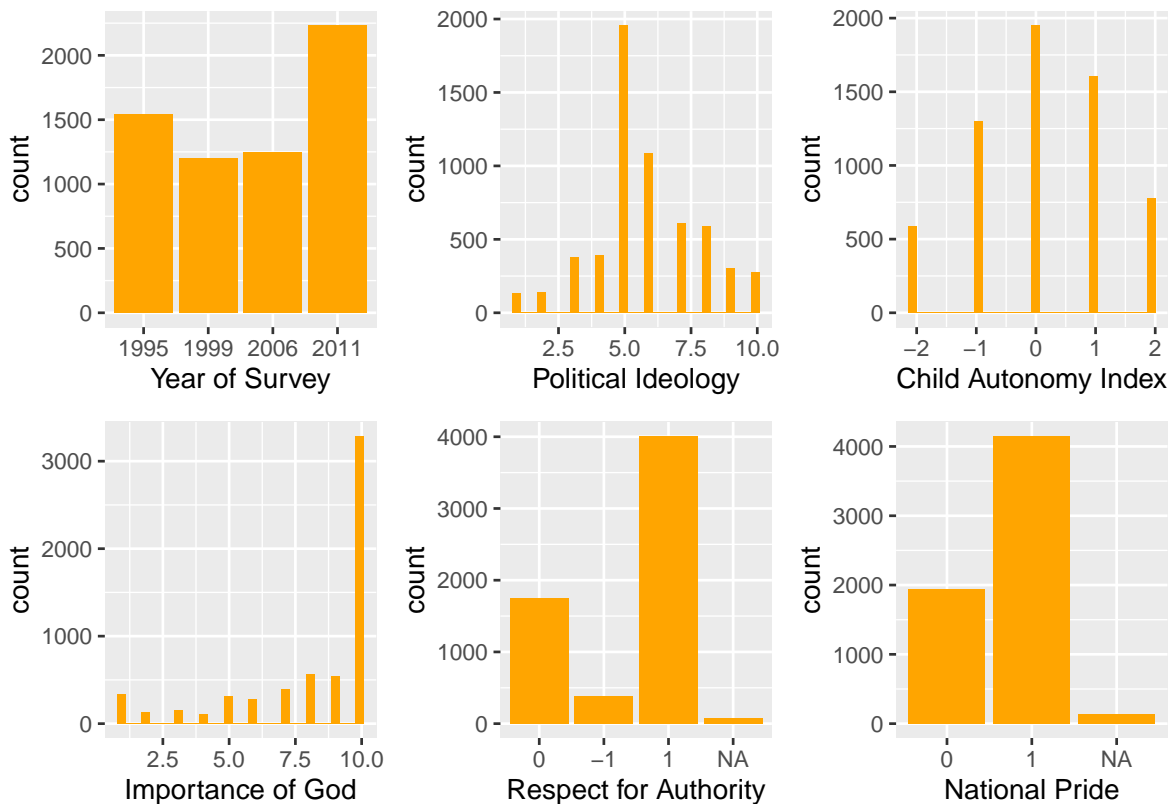 2000
1500
1000
500
0
count
1995 1999 2006 2011
Year of Survey
2000
1500
1000
500
0
count
2.5 5.0 7.5 10.0
Political Ideology
2000
1500
1000
500
0
count
−2 −1 0 1 2
Child Autonomy Index
3000
2000
1000
0
count
2.5 5.0 7.5 10.0
Importance of God
4000
3000
2000
1000
0
count
0 −1 1 NA
Respect for Authority
4000
3000
2000
1000
0
count
0 1 NA
National Pride